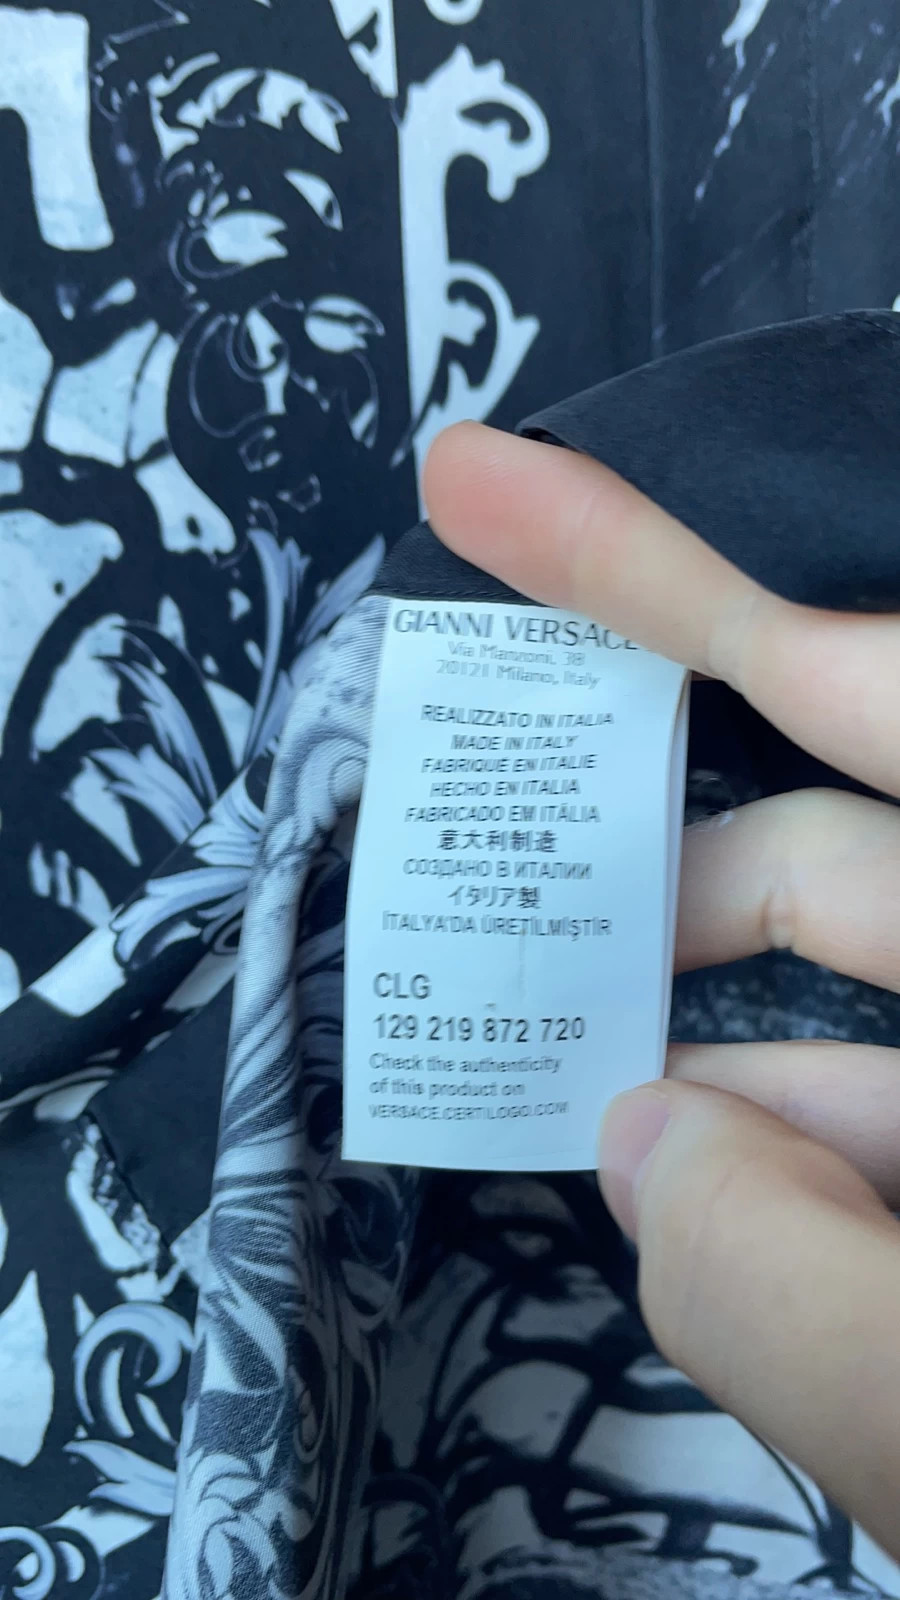 GIANNI VERSACE
Via Manzoni, 38
20121 Milano, Italy
REALIZZATO IN ITALIA
MADE IN ITALY
FABRIQUÉ EN ITALIE
HECHO EN ITALIA
FABRICADO EM ITÁLIA
意大利制造
СОЗДАНО В ИТАЛИИ
イタリア製
İTALYA'DA ÜRETİLMİŞTİR
CLG
129 219 872 720
Check the authenticity
of this product on
VERSACE.CERTILOGO.COM